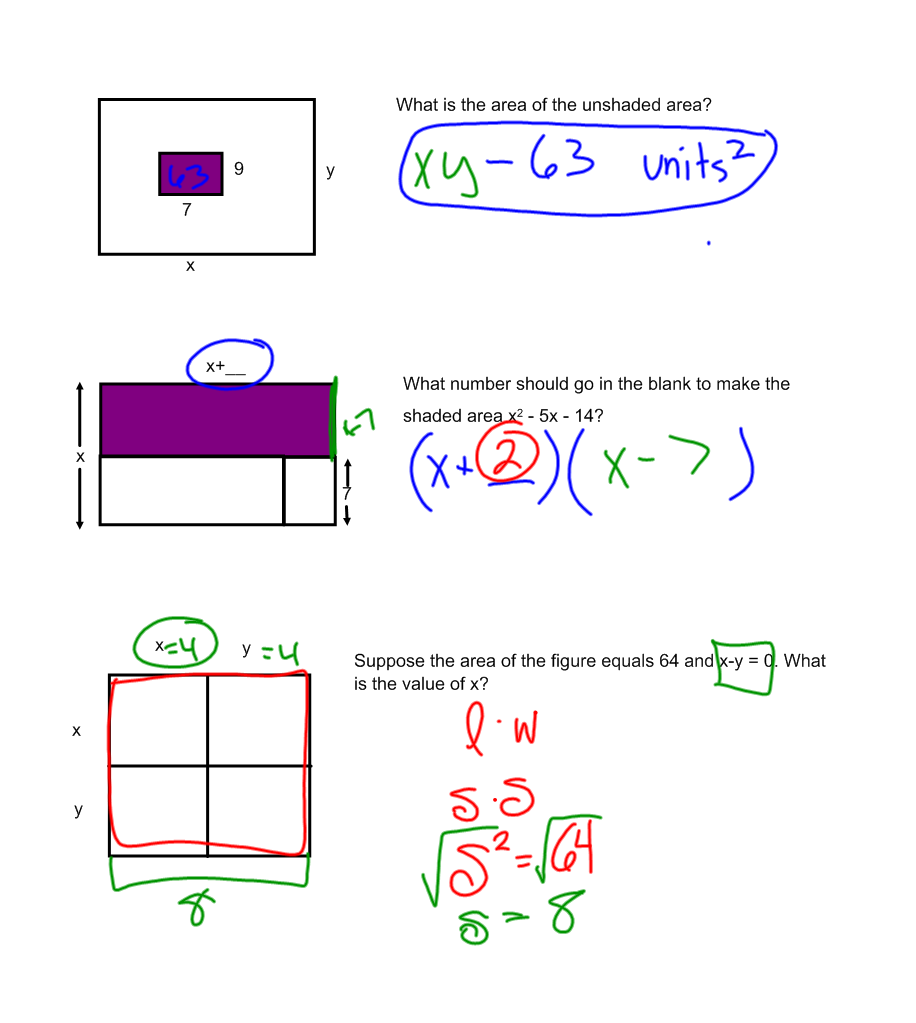 What is the area of the unshaded area?
xy - 63 units²
63
9
y
7
x
x+__
What number should go in the blank to make the
shaded area x² - 5x - 14?
x
7
(x + 2)(x - 7)
x=4
y =4
Suppose the area of the figure equals 64 and x-y = 0. What
is the value of x?
x
l · w
y
s · s
√s² = √64
8
s = 8